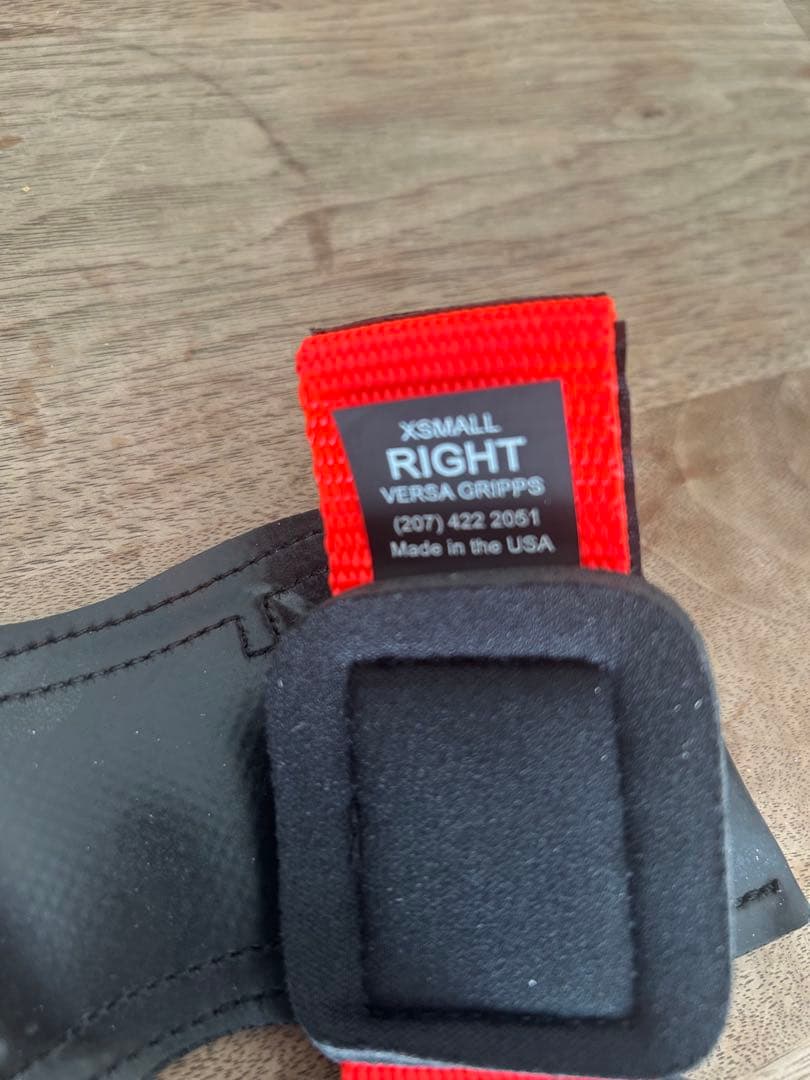 XSMALL
RIGHT
VERSA GRIPPS
(207) 422 2051
Made in the USA